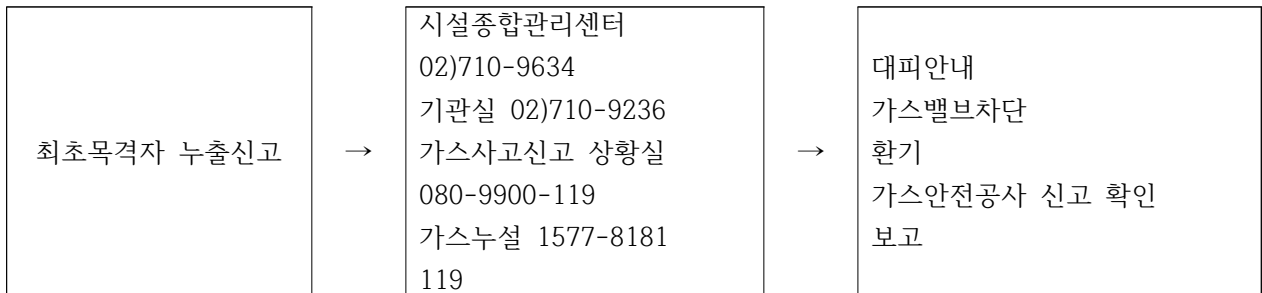 최초목격자 누출신고
→
시설종합관리센터
02)710-9634
기관실 02)710-9236
가스사고신고 상황실
080-9900-119
가스누설 1577-8181
119
→
대피안내
가스밸브차단
환기
가스안전공사 신고 확인
보고